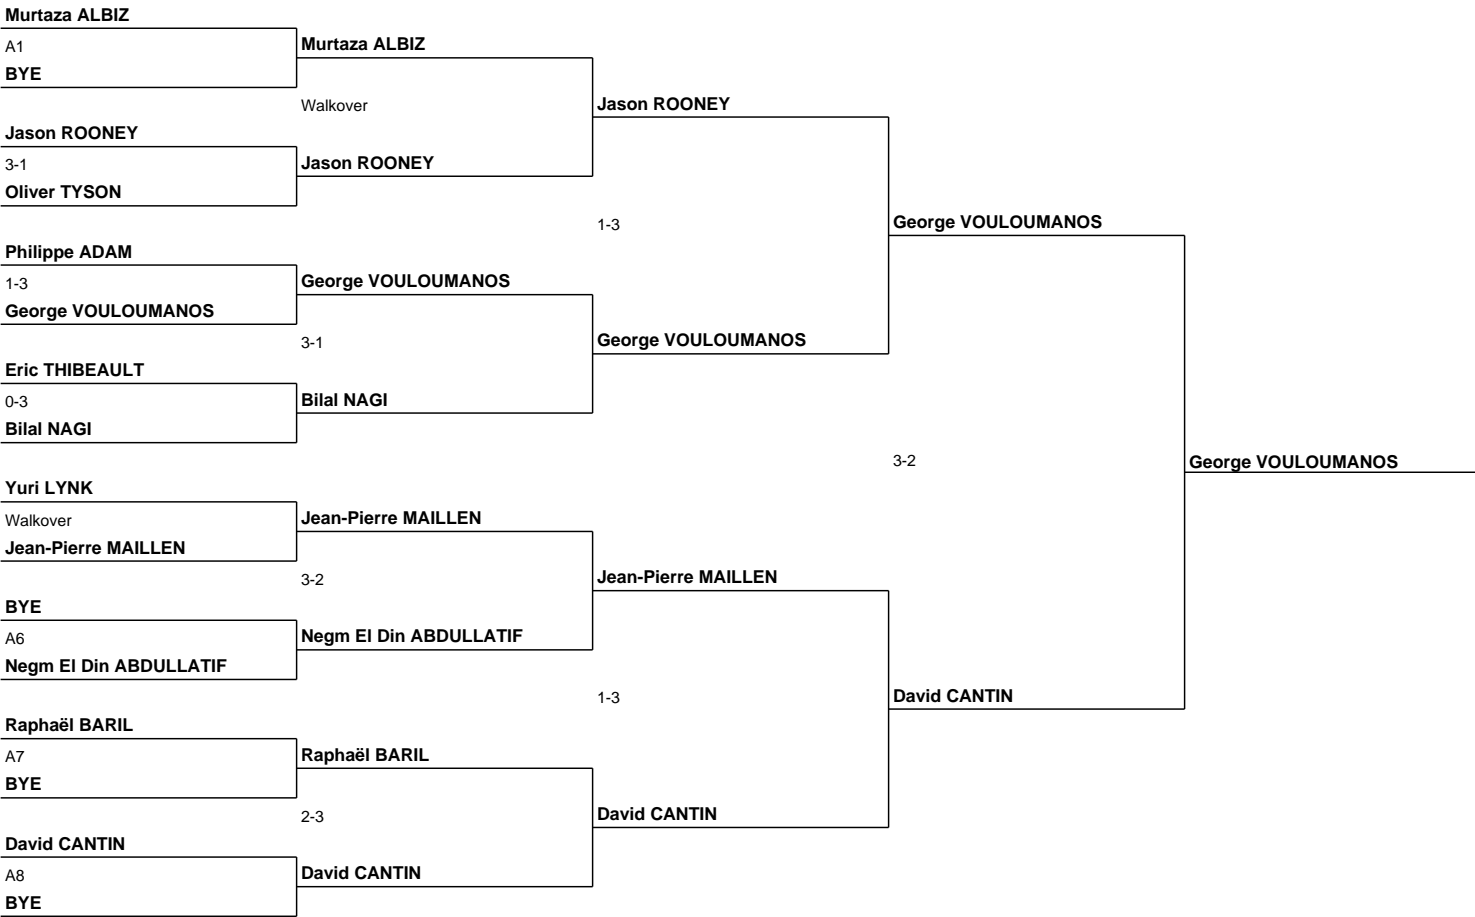 Murtaza ALBIZ
A1
BYE
Jason ROONEY
3-1
Oliver TYSON
Philippe ADAM
1-3
George VOULOUMANOS
Eric THIBEAULT
0-3
Bilal NAGI
Yuri LYNK
Walkover
Jean-Pierre MAILLEN
BYE
A6
Negm El Din ABDULLATIF
Raphaël BARIL
A7
BYE
David CANTIN
A8
BYE
Murtaza ALBIZ
Walkover
Jason ROONEY
George VOULOUMANOS
3-1
Bilal NAGI
Jean-Pierre MAILLEN
3-2
Negm El Din ABDULLATIF
Raphaël BARIL
2-3
David CANTIN
Jason ROONEY
1-3
George VOULOUMANOS
Jean-Pierre MAILLEN
1-3
David CANTIN
George VOULOUMANOS
3-2
David CANTIN
George VOULOUMANOS